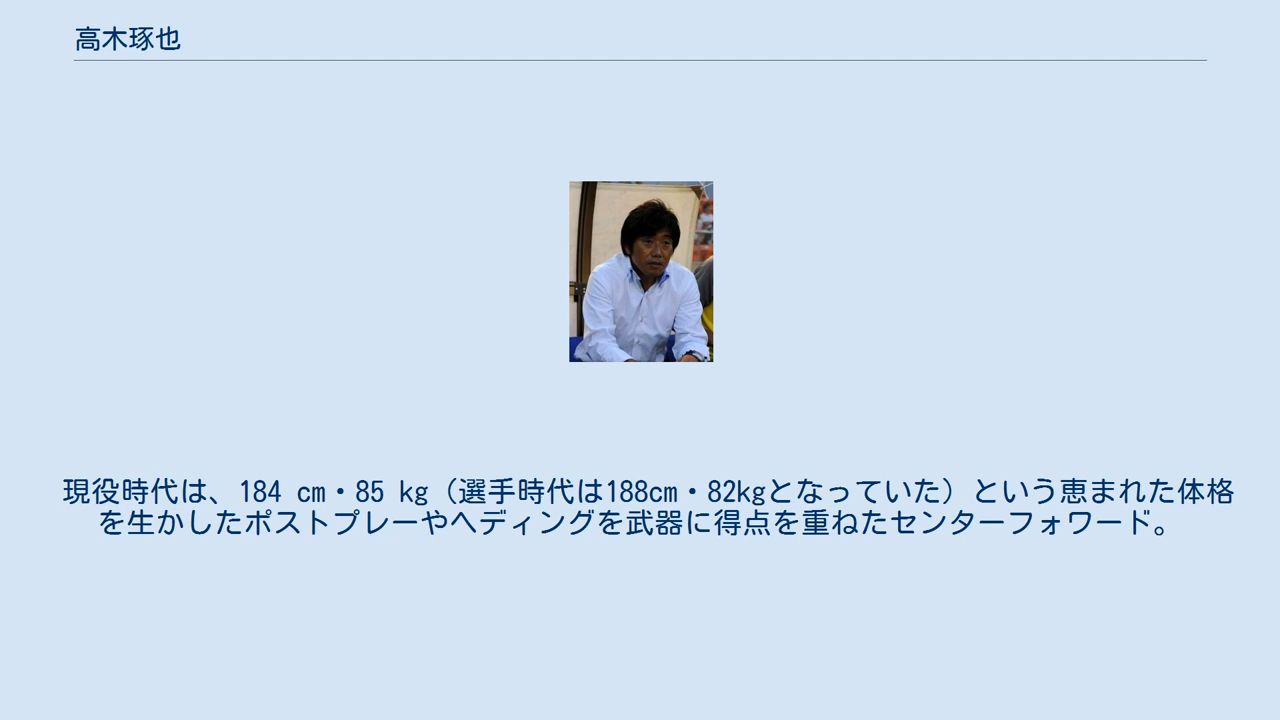 高木琢也
現役時代は、184 cm・85 kg（選手時代は188cm・82kgとなっていた）という恵まれた体格
を生かしたポストプレーやヘディングを武器に得点を重ねたセンターフォワード。